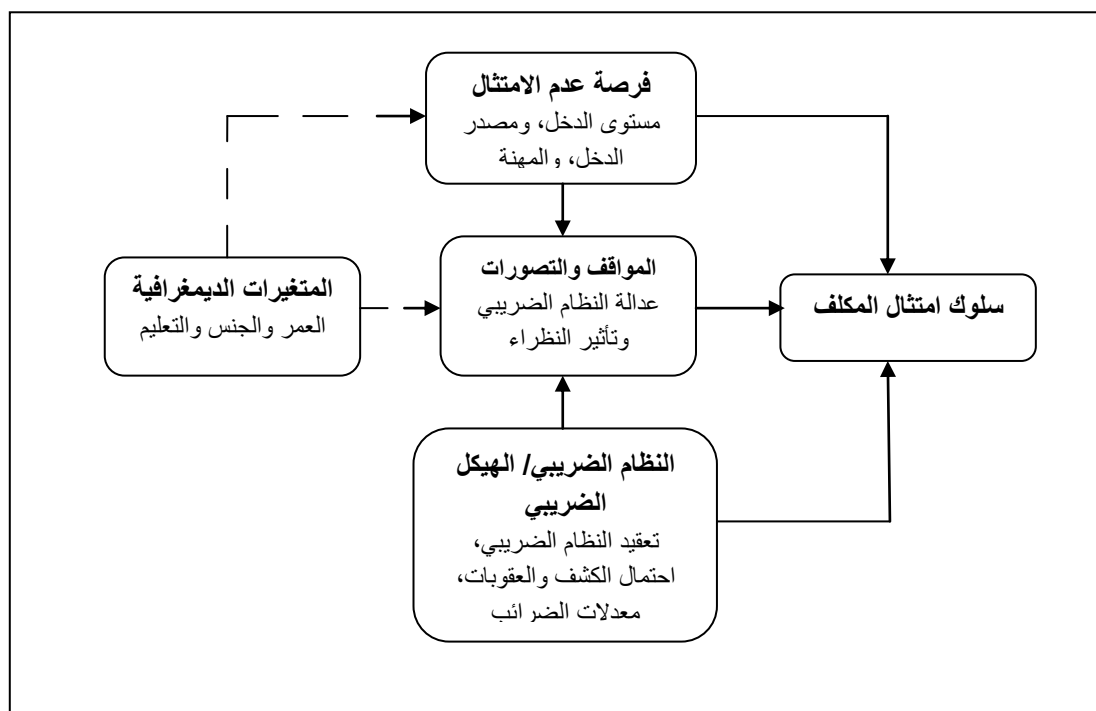 فرصة عدم الامتثال
مستوى الدخل، ومصدر
الدخل، والمهنة
المتغيرات الديمغرافية
العمر والجنس والتعليم
المواقف والتصورات
عدالة النظام الضريبي
وتأثير النظراء
سلوك امتثال المكلف
النظام الضريبي/ الهيكل
الضريبي
تعقيد النظام الضريبي،
احتمال الكشف والعقوبات،
معدلات الضرائب